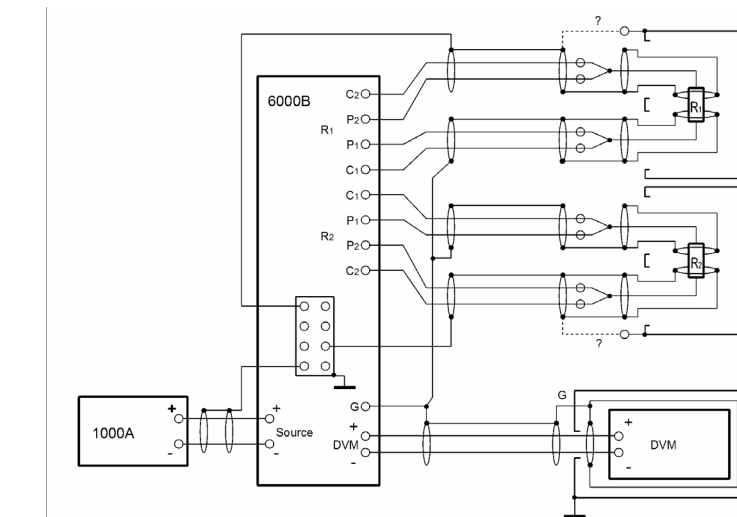 ?
6000B
C2
P2
R1
P1
C1
C1
P1
R2
P2
C2
R1
R2
?
G
G
+
+
+
+
1000A
Source
DVM
DVM
-
-
-
-